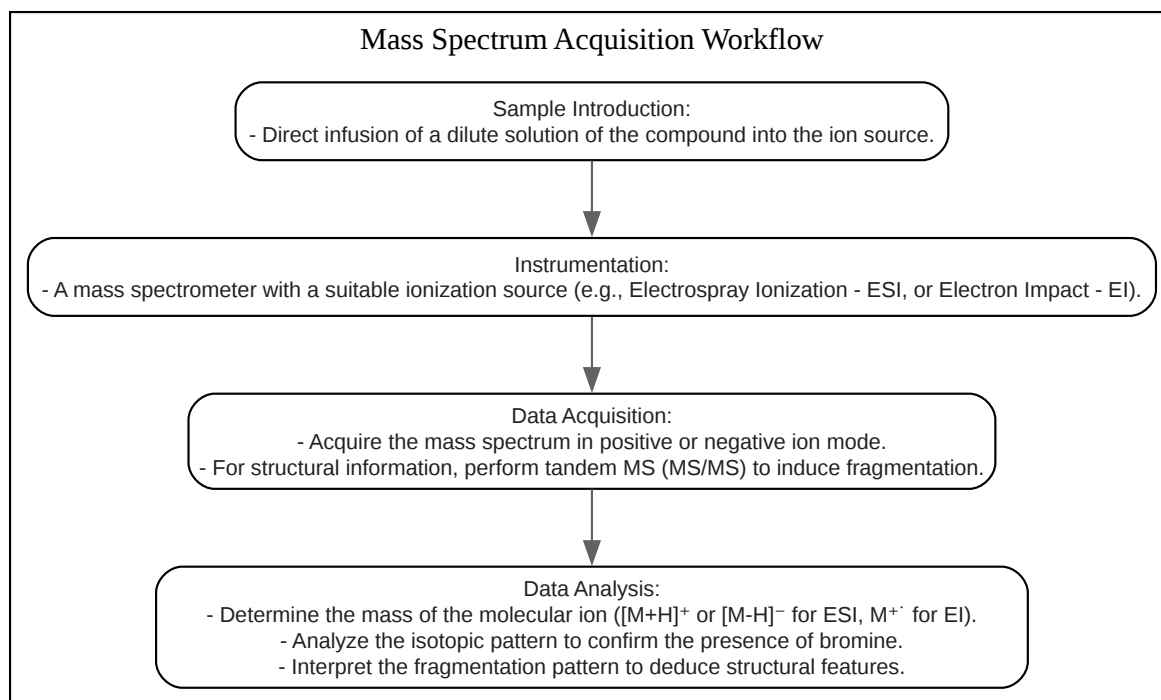 Mass Spectrum Acquisition Workflow
Sample Introduction:
- Direct infusion of a dilute solution of the compound into the ion source.
Instrumentation:
- A mass spectrometer with a suitable ionization source (e.g., Electrospray Ionization - ESI, or Electron Impact - EI).
Data Acquisition:
- Acquire the mass spectrum in positive or negative ion mode.
- For structural information, perform tandem MS (MS/MS) to induce fragmentation.
Data Analysis:
- Determine the mass of the molecular ion ([M+H]⁺ or [M-H]⁻ for ESI, M⁺˙ for EI).
- Analyze the isotopic pattern to confirm the presence of bromine.
- Interpret the fragmentation pattern to deduce structural features.